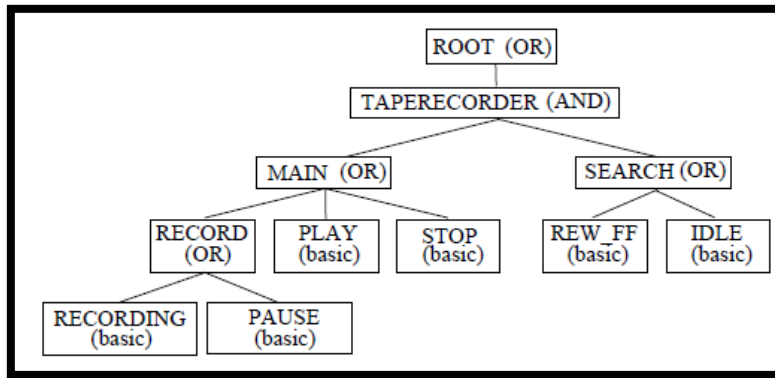 ROOT (OR)
TAPERECORDER (AND)
MAIN (OR)
SEARCH (OR)
RECORD
(OR)
PLAY
(basic)
STOP
(basic)
REW_FF
(basic)
IDLE
(basic)
RECORDING
(basic)
PAUSE
(basic)